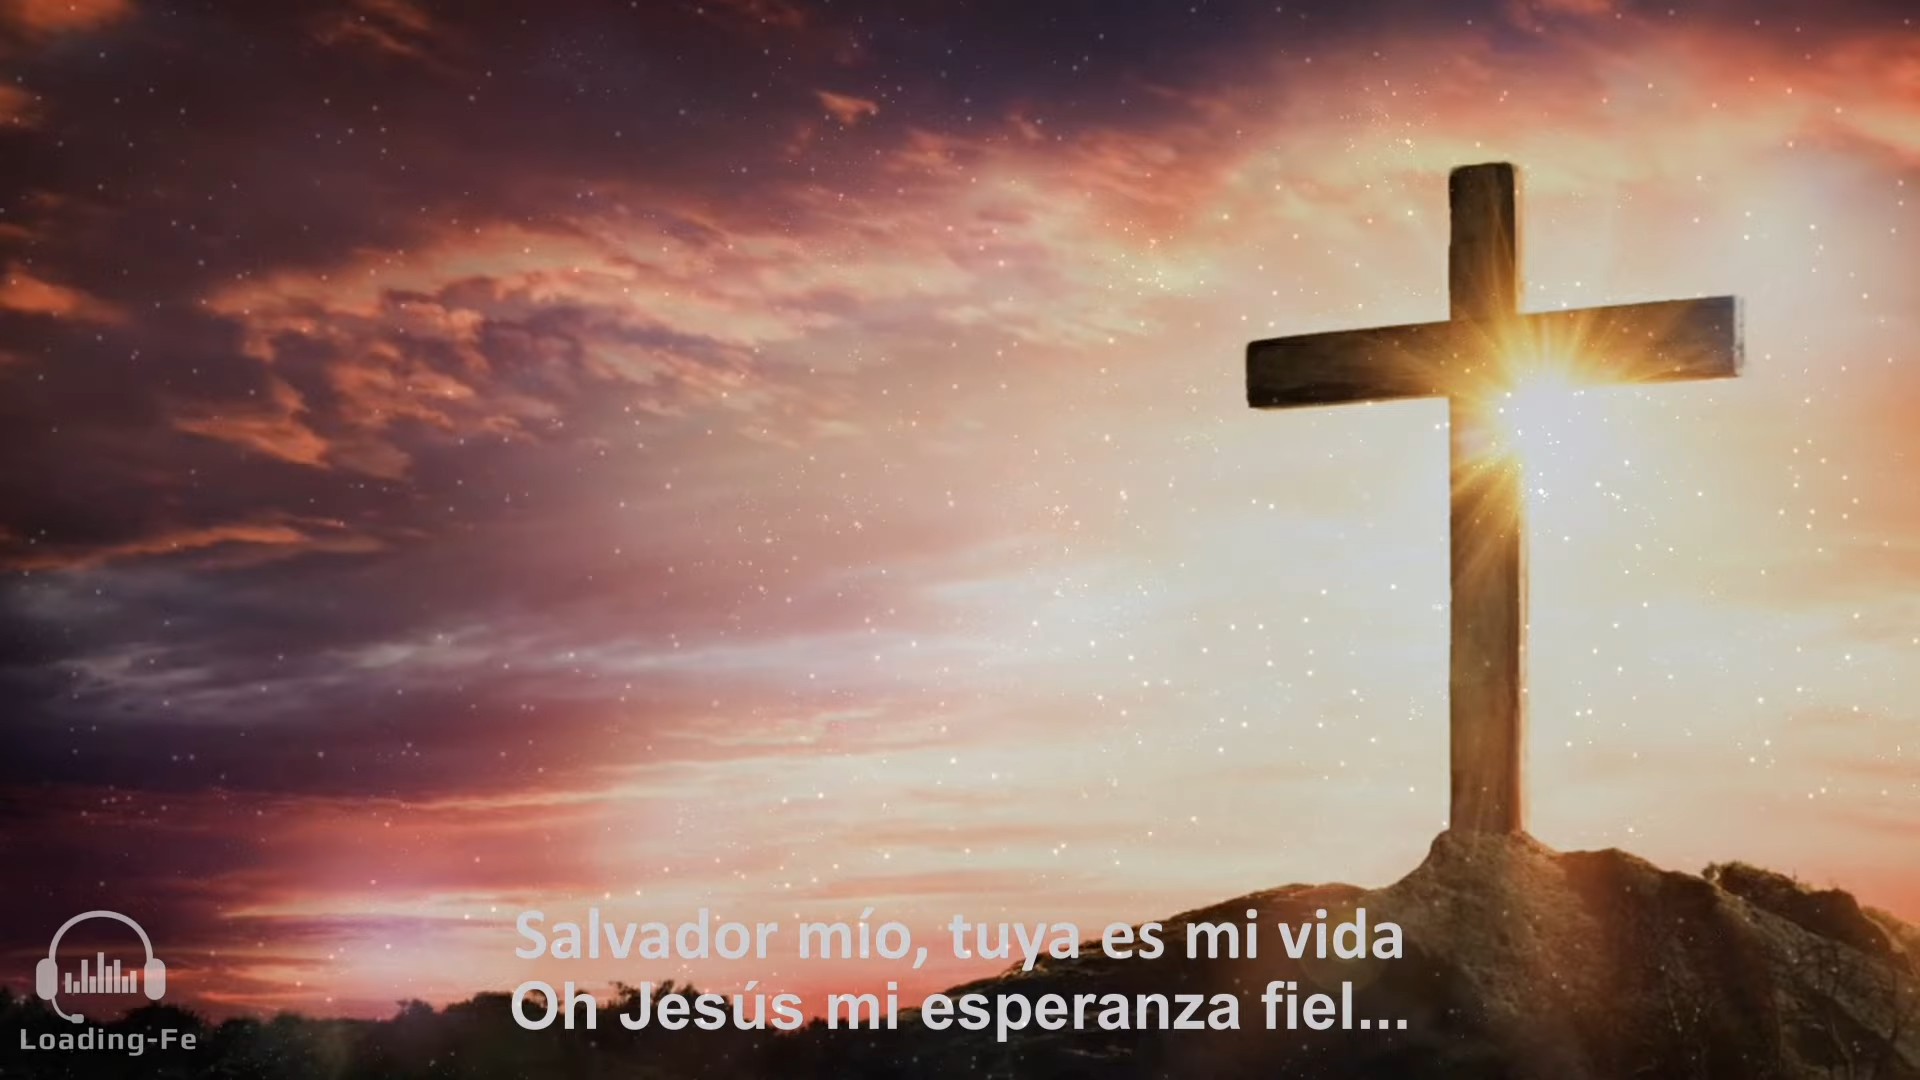 Salvador mío, tuya es mi vida
Oh Jesús mi esperanza fiel...
Loading-Fe